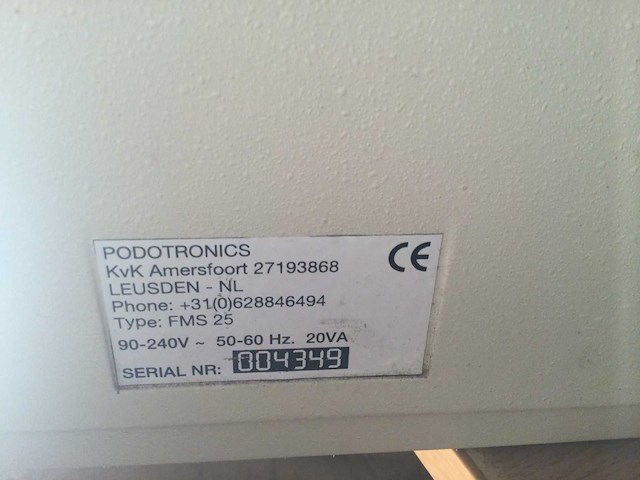 PODOTRONICS
KvK Amersfoort 27193868
LEUSDEN - NL
Phone: +31(0)628846494
Type: FMS 25
90-240V ~ 50-60 Hz. 20VA
SERIAL NR: 004349
CE